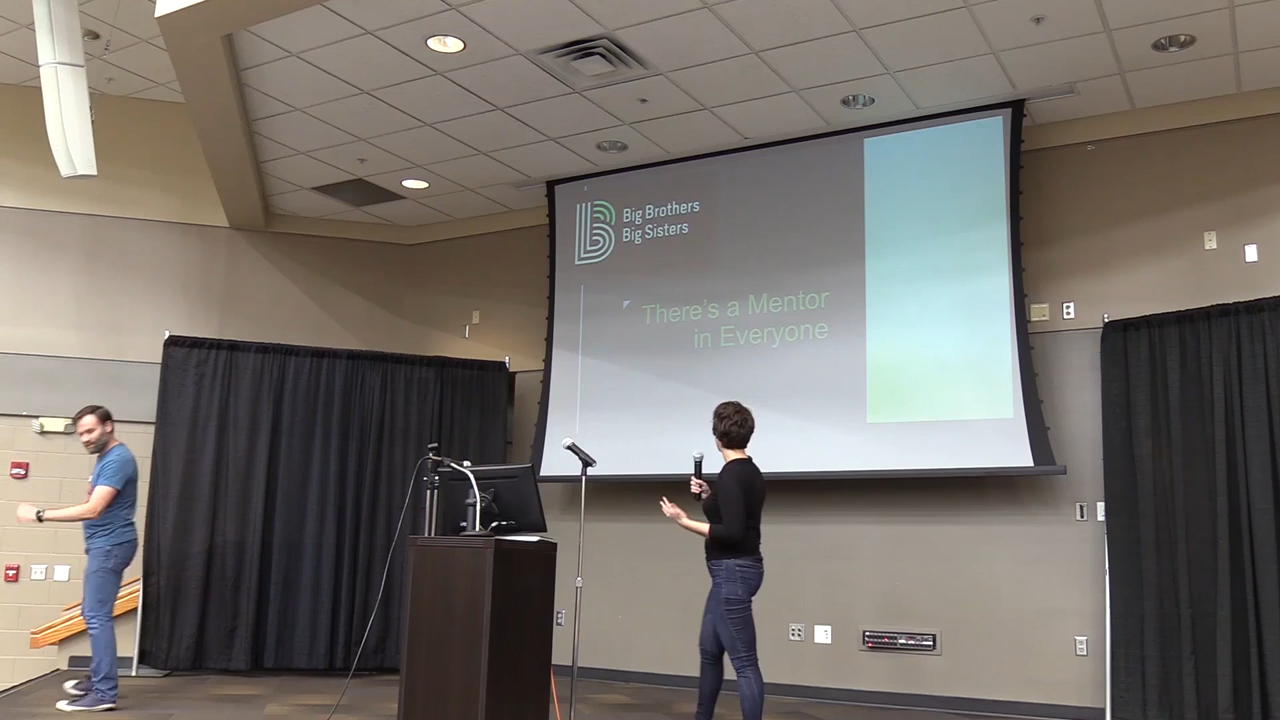 Big Brothers
Big Sisters
There's a Mentor
in Everyone